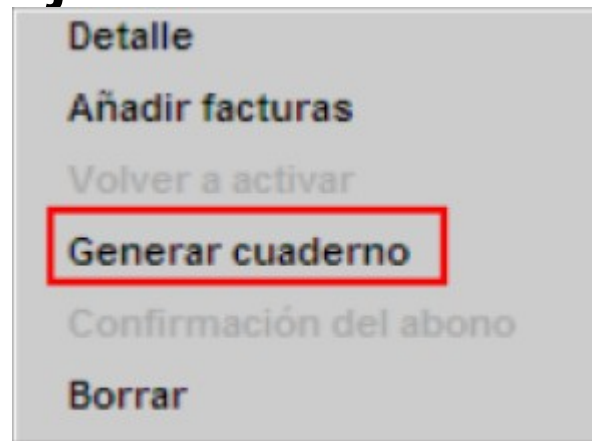 Detalle
Añadir facturas
Volver a activar
Generar cuaderno
Confirmación del abono
Borrar